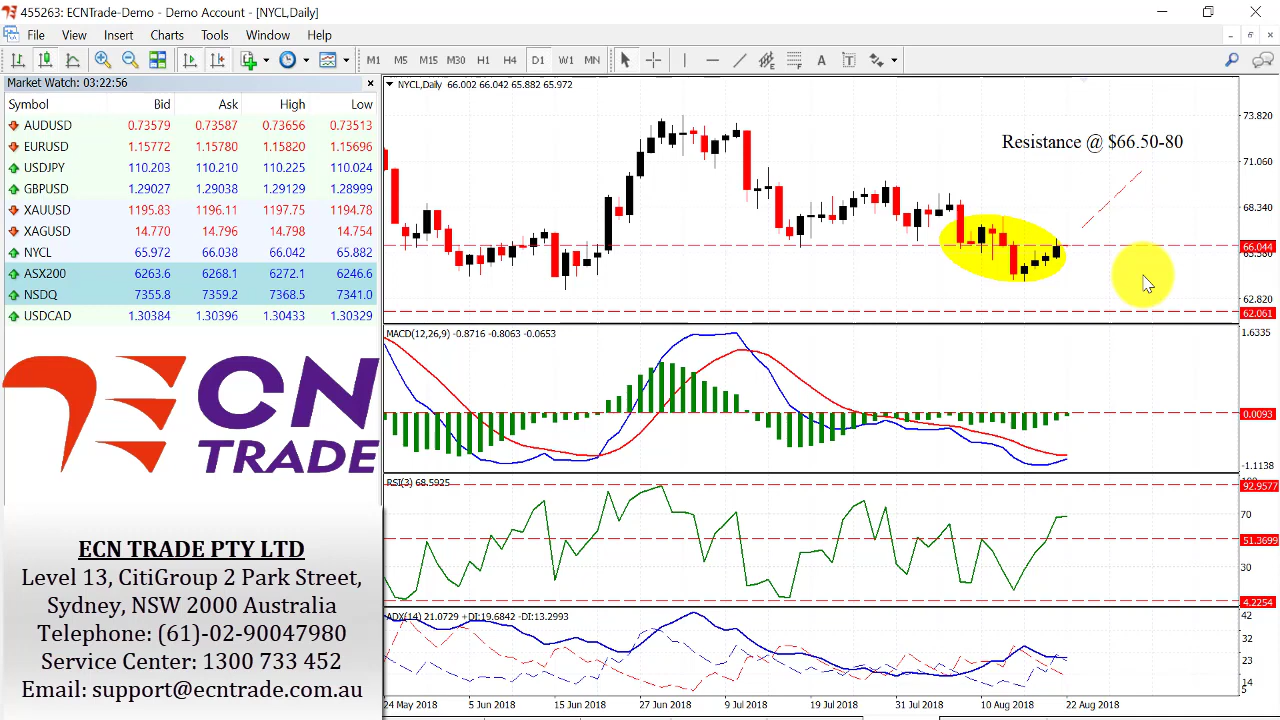 455263: ECNTrade-Demo - Demo Account - [NYCL,Daily]
File View Insert Charts Tools Window Help
M1 M5 M15 M30 H1 H4 D1 W1 MN
Market Watch: 03:22:56
Symbol Bid Ask High Low
AUDUSD 0.73579 0.73587 0.73656 0.73513
EURUSD 1.15772 1.15780 1.15820 1.15696
USDJPY 110.203 110.210 110.225 110.024
GBPUSD 1.29027 1.29038 1.29129 1.28999
XAUUSD 1195.83 1196.11 1197.75 1194.78
XAGUSD 14.770 14.796 14.798 14.754
NYCL 65.972 66.038 66.042 65.882
ASX200 6263.6 6268.1 6272.1 6246.6
NSDQ 7355.8 7359.2 7368.5 7341.0
USDCAD 1.30384 1.30396 1.30433 1.30329
ECN
TRADE
ECN TRADE PTY LTD
Level 13, CitiGroup 2 Park Street,
Sydney, NSW 2000 Australia
Telephone: (61)-02-90047980
Service Center: 1300 733 452
Email: support@ecntrade.com.au
NYCL,Daily 66.002 66.042 65.882 65.972
Resistance @ $66.50-80
73.820
71.060
68.340
66.044
65.580
62.820
62.061
MACD(12,26,9) -0.8716 -0.8063 -0.0653
1.6335
0.0093
-1.1138
RSI(3) 68.5925
92.9577
70
51.3699
30
4.2254
ADX(14) 21.0729 +DI:19.6842 -DI:13.2993
42
32
23
14
5
24 May 2018 5 Jun 2018 15 Jun 2018 27 Jun 2018 9 Jul 2018 19 Jul 2018 31 Jul 2018 10 Aug 2018 22 Aug 2018